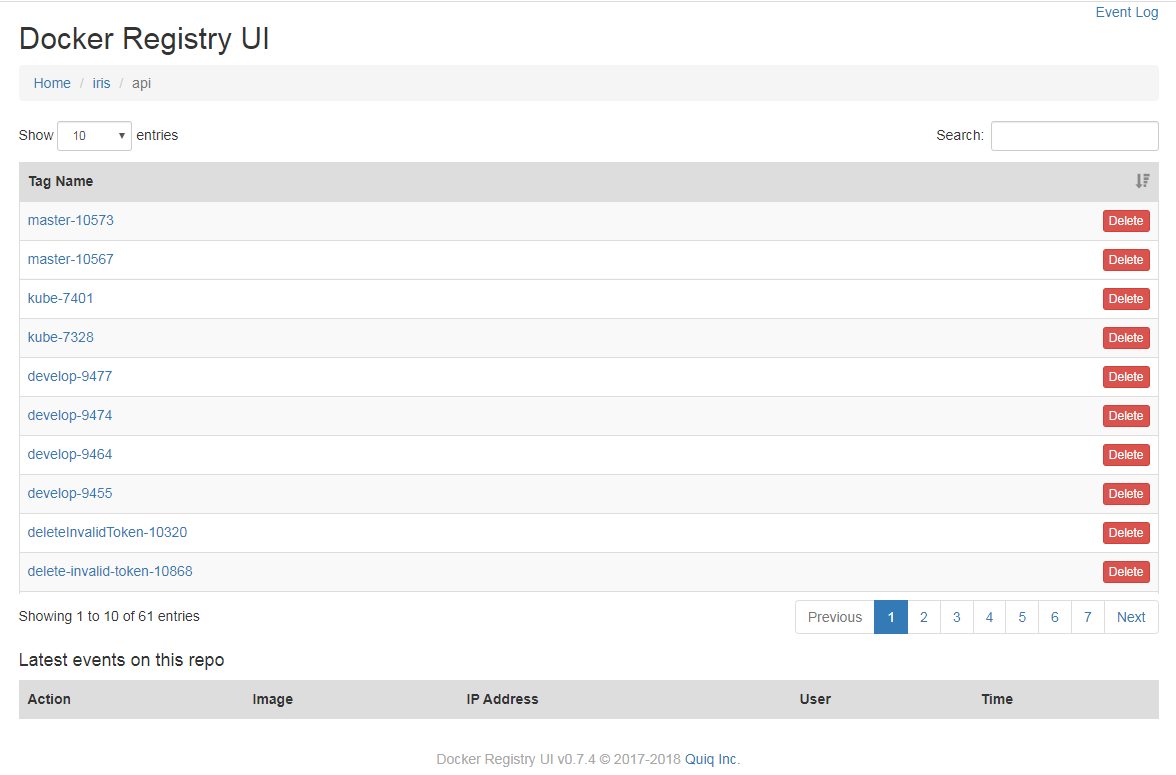 Event Log
Docker Registry UI
Home / iris / api
Show 10 entries Search:
Tag Name
master-10573 Delete
master-10567 Delete
kube-7401 Delete
kube-7328 Delete
develop-9477 Delete
develop-9474 Delete
develop-9464 Delete
develop-9455 Delete
deleteInvalidToken-10320 Delete
delete-invalid-token-10868 Delete
Showing 1 to 10 of 61 entries Previous 1 2 3 4 5 6 7 Next
Latest events on this repo
Action Image IP Address User Time
Docker Registry UI v0.7.4 © 2017-2018 Quiq Inc.